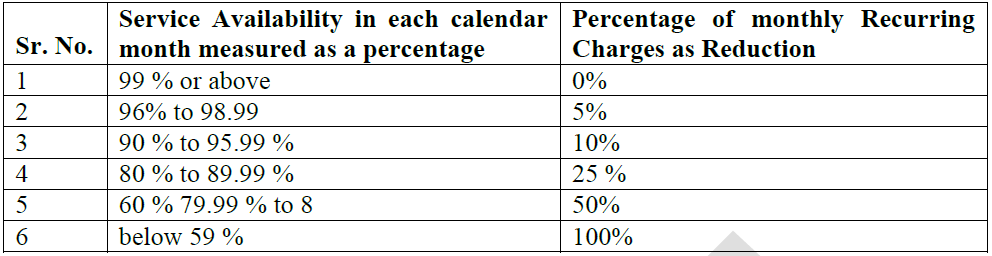 Sr. No. Service Availability in each calendar month measured as a percentage Percentage of monthly Recurring Charges as Reduction
1 99 % or above 0%
2 96% to 98.99 5%
3 90 % to 95.99 % 10%
4 80 % to 89.99 % 25 %
5 60 % 79.99 % to 8 50%
6 below 59 % 100%